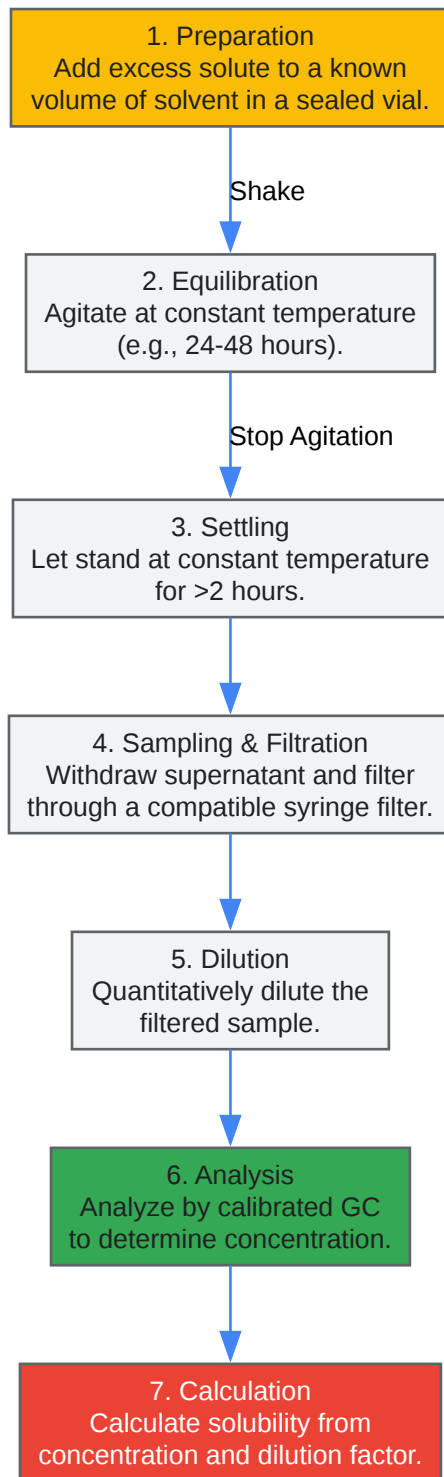 1. Preparation
Add excess solute to a known
volume of solvent in a sealed vial.
Shake
2. Equilibration
Agitate at constant temperature
(e.g., 24-48 hours).
Stop Agitation
3. Settling
Let stand at constant temperature
for >2 hours.
4. Sampling & Filtration
Withdraw supernatant and filter
through a compatible syringe filter.
5. Dilution
Quantitatively dilute the
filtered sample.
6. Analysis
Analyze by calibrated GC
to determine concentration.
7. Calculation
Calculate solubility from
concentration and dilution factor.